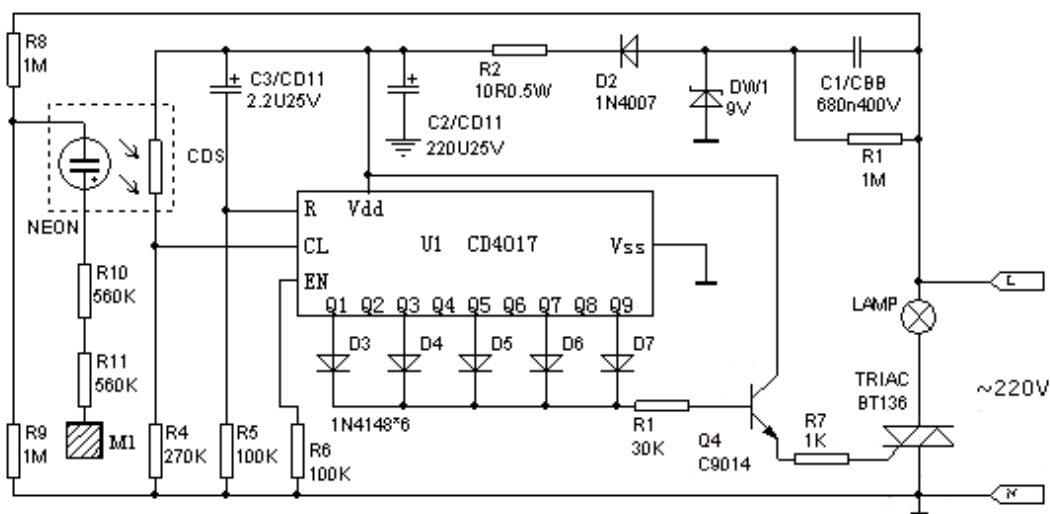 R8
1M
C3/CD11
2.2U25V
R2
10R0.5W
D2
1N4007
DW1
9V
C1/CBB
680n400V
C2/CD11
220U25V
CDS
R1
1M
NEON
R Vdd
U1 CD4017 Vss
CL
EN
Q1 Q2 Q3 Q4 Q5 Q6 Q7 Q8 Q9
L
LAMP
R10
560K
D3 D4 D5 D6 D7
R11
560K
TRIAC
BT136
~220V
1N4148*6
M1
R9
1M
R4
270K
R5
100K
R6
100K
R1
30K
Q4
C9014
R7
1K
N